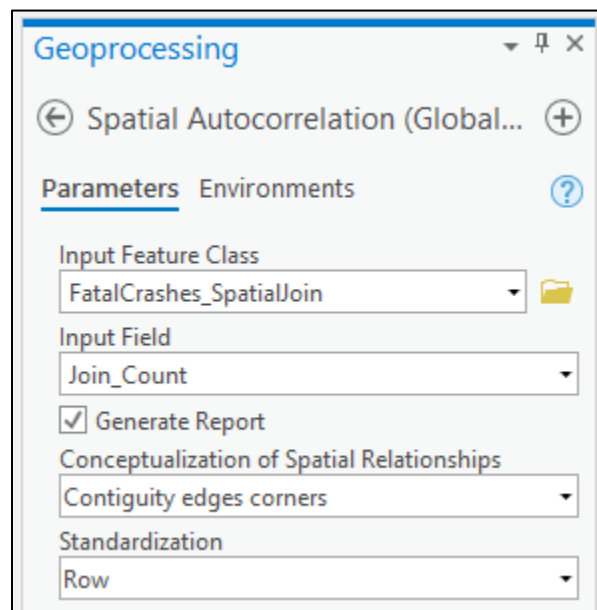 Geoprocessing
Spatial Autocorrelation (Global...
Parameters Environments
Input Feature Class
FatalCrashes_SpatialJoin
Input Field
Join_Count
Generate Report
Conceptualization of Spatial Relationships
Contiguity edges corners
Standardization
Row